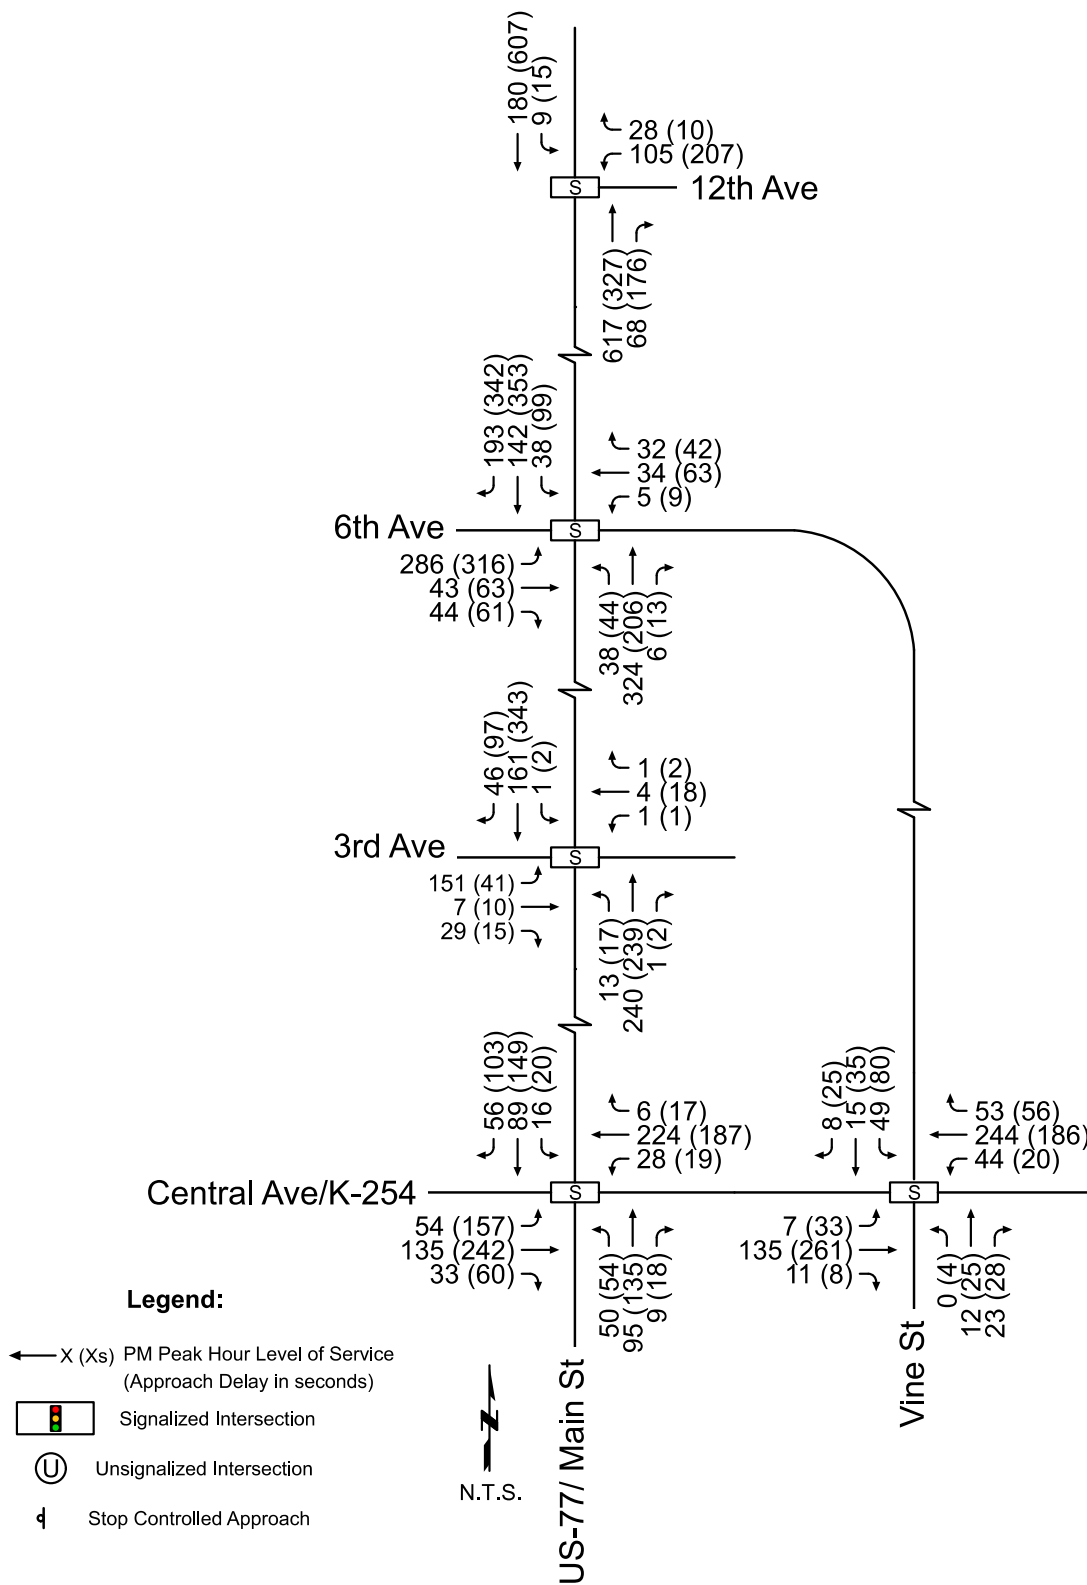 180 (607)
9 (15)
28 (10)
105 (207)
S
12th Ave
617 (327)
68 (176)
193 (342)
142 (353)
38 (99)
32 (42)
34 (63)
5 (9)
6th Ave
S
286 (316)
43 (63)
44 (61)
38 (44)
324 (206)
6 (13)
46 (97)
161 (343)
1 (2)
1 (2)
4 (18)
1 (1)
3rd Ave
S
151 (41)
7 (10)
29 (15)
13 (17)
240 (239)
1 (2)
56 (103)
89 (149)
16 (20)
6 (17)
224 (187)
28 (19)
8 (25)
15 (35)
49 (80)
53 (56)
244 (186)
44 (20)
Central Ave/K-254
S
S
54 (157)
135 (242)
33 (60)
50 (54)
95 (135)
9 (18)
7 (33)
135 (261)
11 (8)
0 (4)
12 (25)
23 (28)
US-77/ Main St
Vine St
Legend:
X (Xs) PM Peak Hour Level of Service
(Approach Delay in seconds)
Signalized Intersection
U Unsignalized Intersection
Stop Controlled Approach
N
N.T.S.